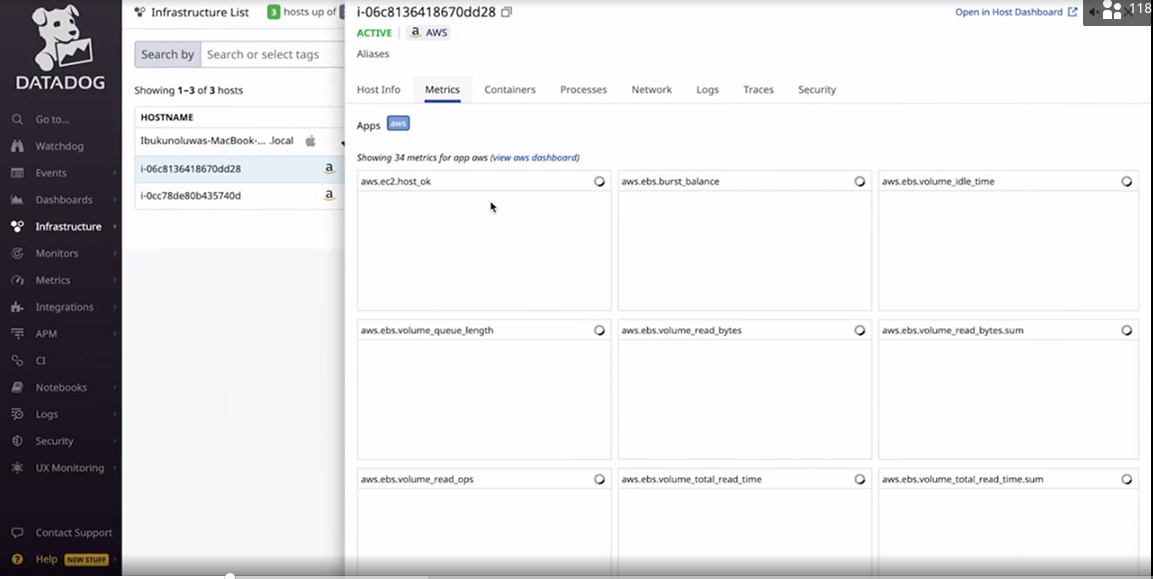 DATADOG
Go to...
Watchdog
Events
Dashboards
Infrastructure
Monitors
Metrics
Integrations
APM
CI
Notebooks
Logs
Security
UX Monitoring
Contact Support
Help NEW STUFF
Infrastructure List 3 hosts up of
Search by Search or select tags
Showing 1–3 of 3 hosts
HOSTNAME
Ibukunoluwas-MacBook-... .local
i-06c8136418670dd28
i-0cc78de80b435740d
i-06c8136418670dd28
Open in Host Dashboard
118
ACTIVE | AWS
Aliases
Host Info Metrics Containers Processes Network Logs Traces Security
Apps aws
Showing 34 metrics for app aws (view aws dashboard)
aws.ec2.host_ok aws.ebs.burst_balance aws.ebs.volume_idle_time
aws.ebs.volume_queue_length aws.ebs.volume_read_bytes aws.ebs.volume_read_bytes.sum
aws.ebs.volume_read_ops aws.ebs.volume_total_read_time aws.ebs.volume_total_read_time.sum